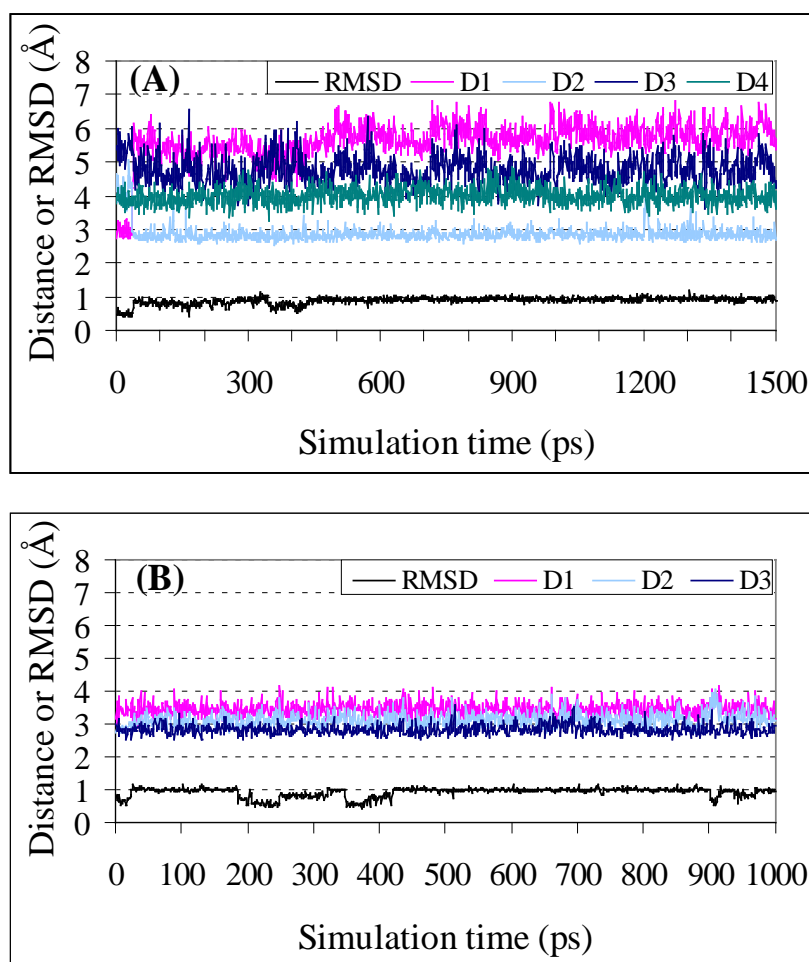 (A)
RMSD D1 D2 D3 D4
Distance or RMSD (Å)
8
7
6
5
4
3
2
1
0
0 300 600 900 1200 1500
Simulation time (ps)
(B)
RMSD D1 D2 D3
Distance or RMSD (Å)
8
7
6
5
4
3
2
1
0
0 100 200 300 400 500 600 700 800 900 1000
Simulation time (ps)